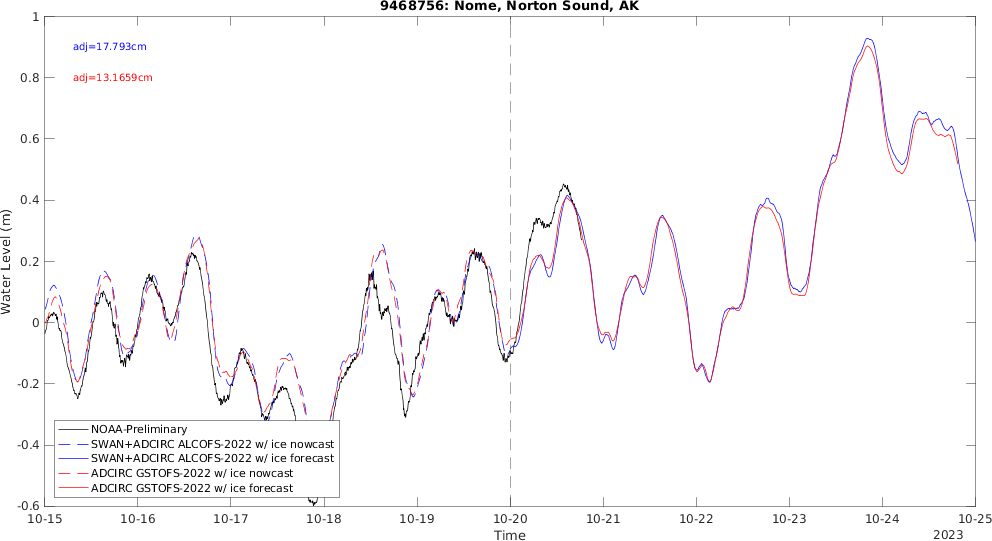 9468756: Nome, Norton Sound, AK
1
adj=17.793cm
adj=13.1659cm
0.8
0.6
0.4
0.2
0
-0.2
-0.4
-0.6
Water Level (m)
NOAA-Preliminary
SWAN+ADCIRC ALCOFS-2022 w/ ice nowcast
SWAN+ADCIRC ALCOFS-2022 w/ ice forecast
ADCIRC GSTOFS-2022 w/ ice nowcast
ADCIRC GSTOFS-2022 w/ ice forecast
10-15 10-16 10-17 10-18 10-19 10-20 10-21 10-22 10-23 10-24 10-25
Time
2023